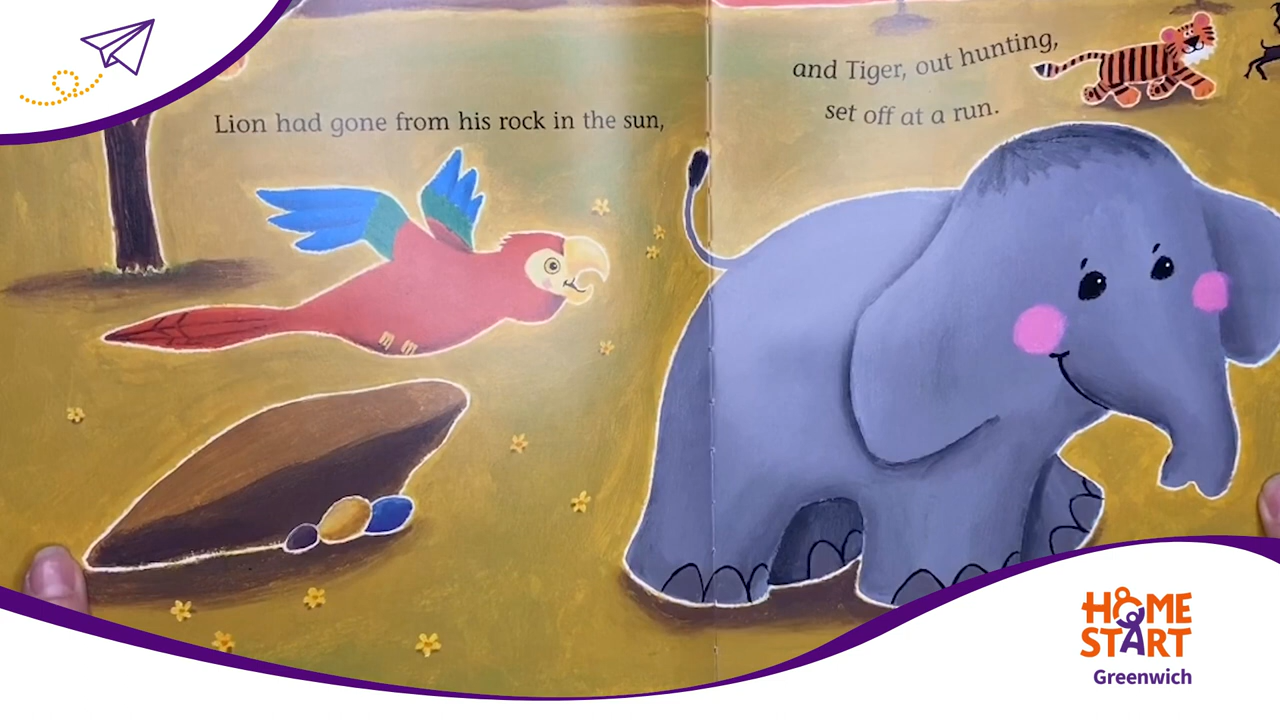 Lion had gone from his rock in the sun,
and Tiger, out hunting,
set off at a run.
HOME
START
Greenwich